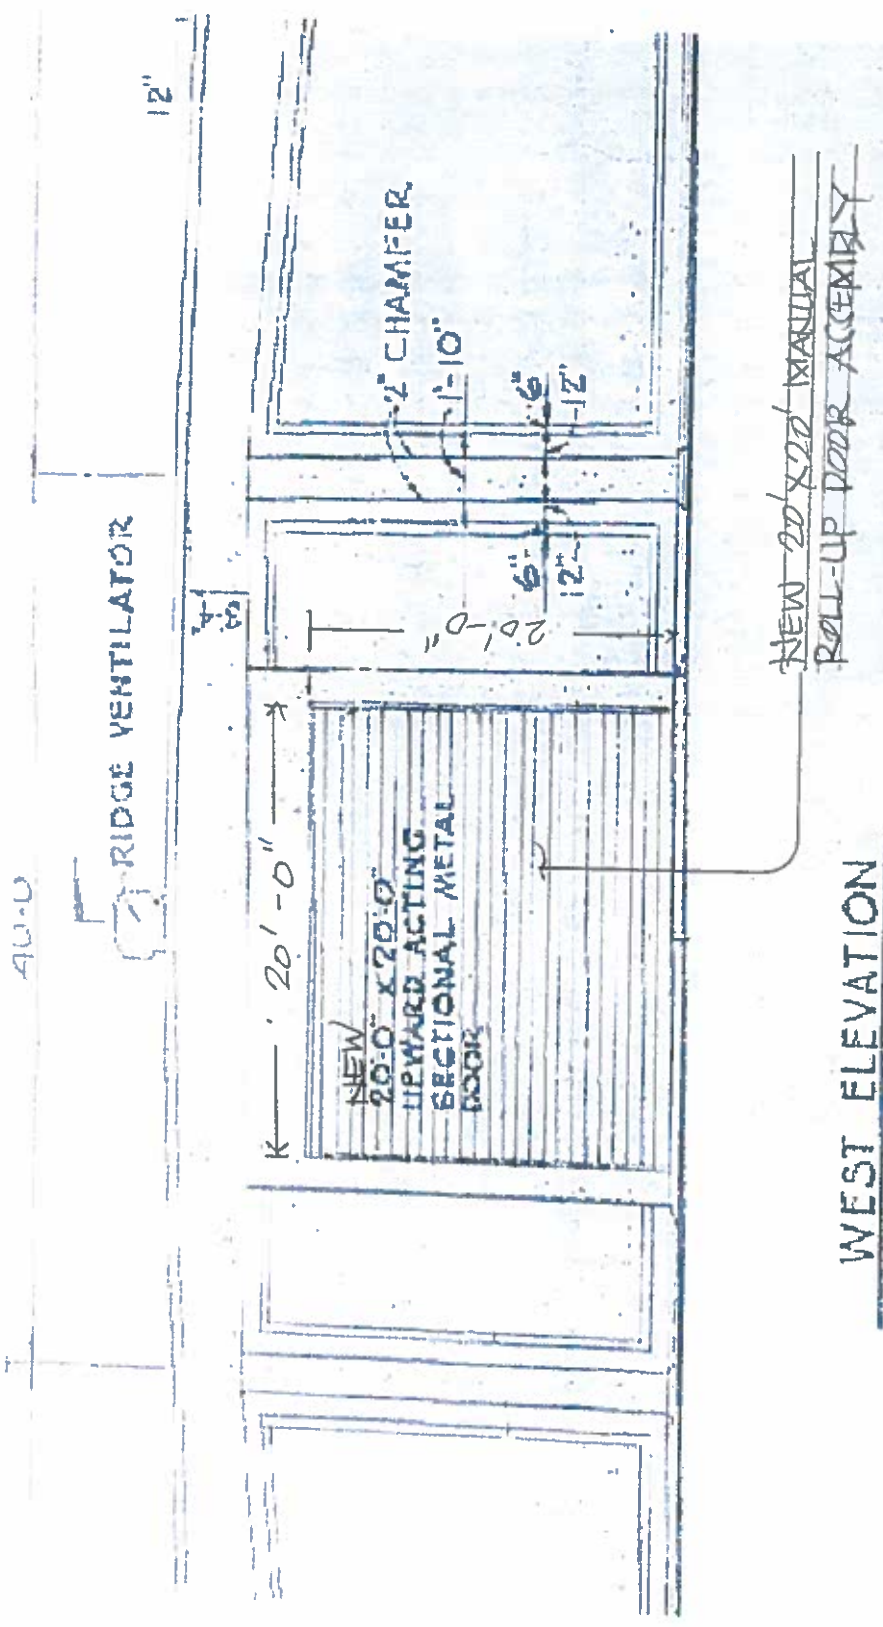 40-0
12"
RIDGE VENTILATOR
20'-0"
2" CHAMFER
1'-10"
NEW
20'-0" X 20'-0"
UPWARD ACTING
SECTIONAL METAL
DOOR
20'-0"
6"
12"
6"
12"
NEW 20' X 20' MANUAL
ROLL-UP DOOR ASSEMBLY
WEST ELEVATION